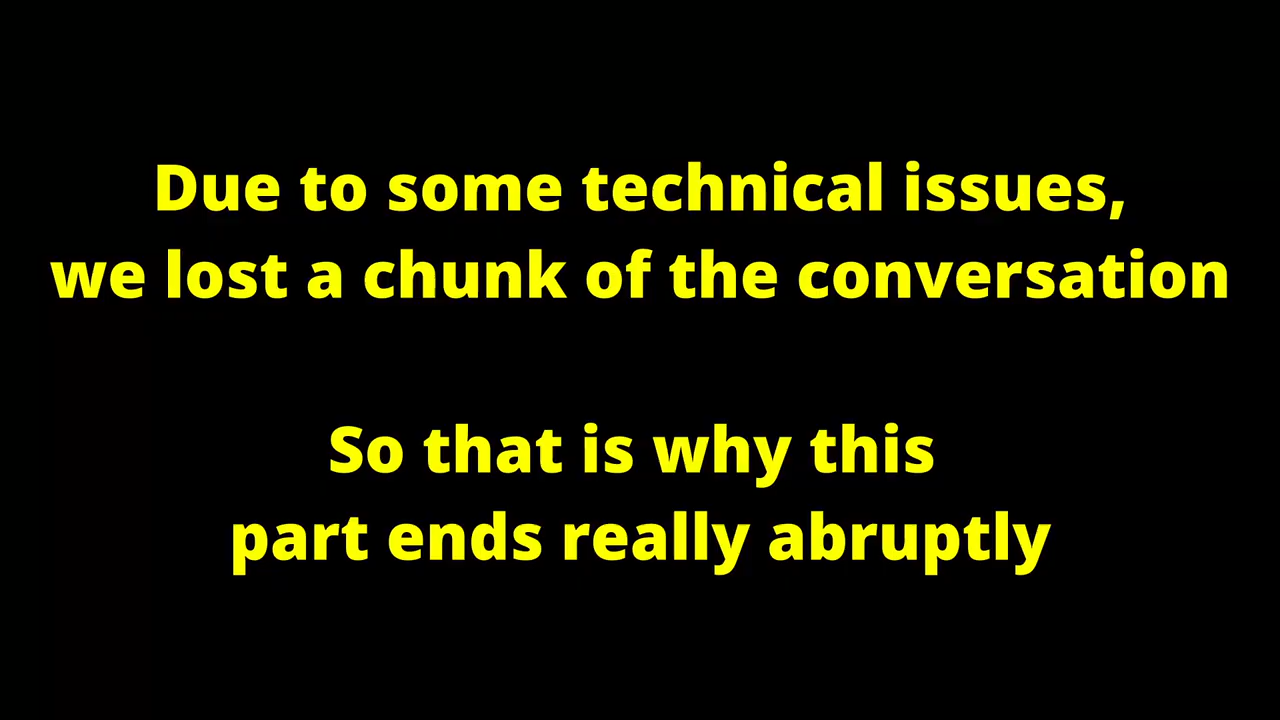 Due to some technical issues,
we lost a chunk of the conversation
So that is why this
part ends really abruptly